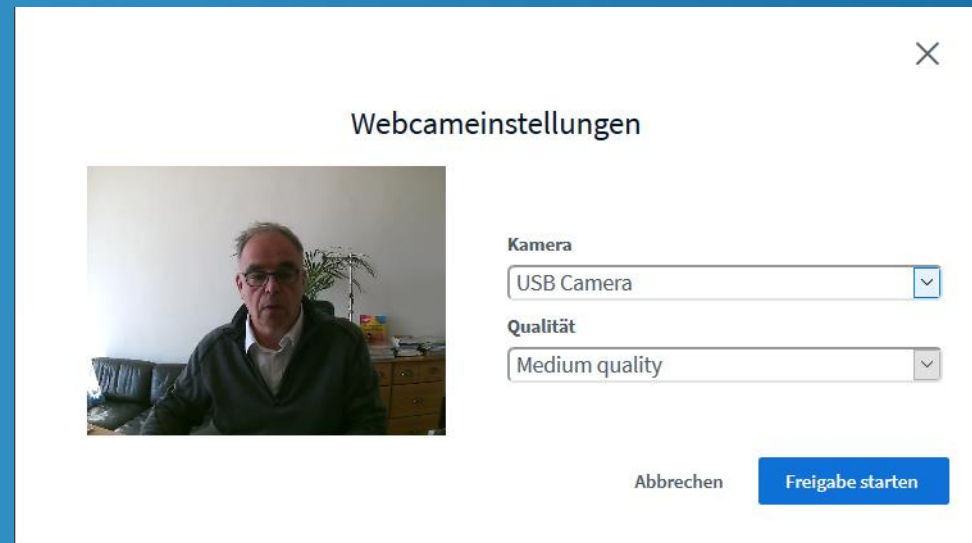 Webcameinstellungen
Kamera
USB Camera
Qualität
Medium quality
Abbrechen
Freigabe starten